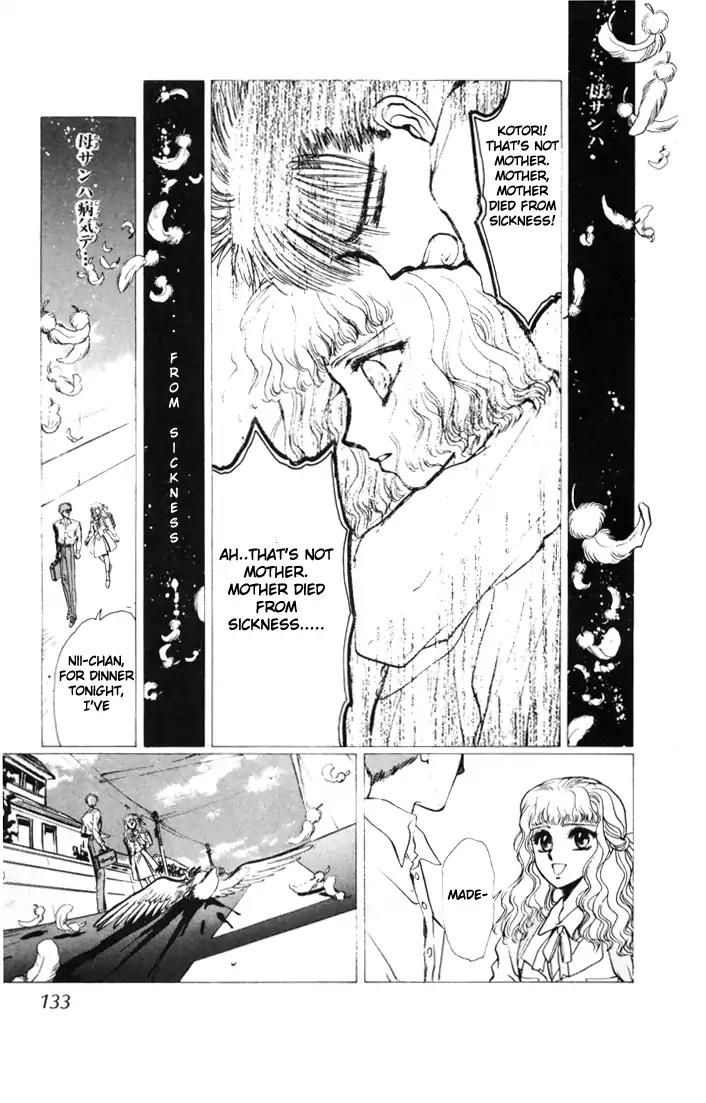 母サンハ・
KOTORI!
THAT'S NOT
MOTHER.
MOTHER,
MOTHER
DIED FROM
SICKNESS!
AH..THAT'S NOT
MOTHER.
MOTHER DIED
FROM
SICKNESS.....
...FROM SICKNESS...
母サンハ病気デ…
NII-CHAN,
FOR DINNER
TONIGHT,
I'VE
MADE-
133